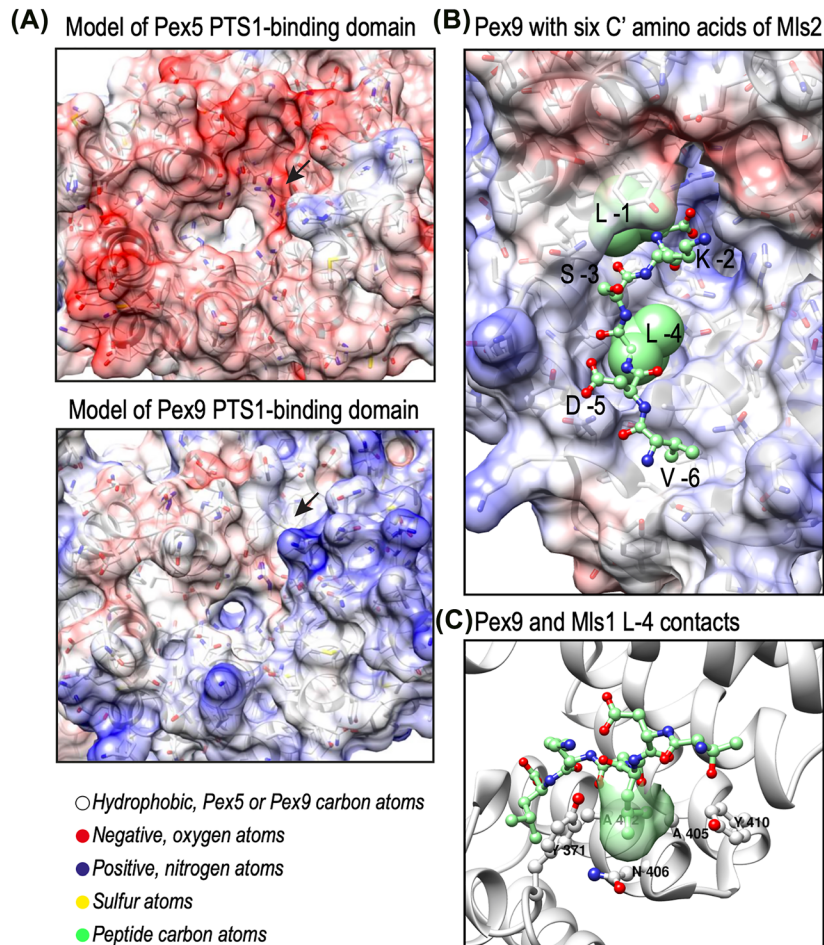 (A) Model of Pex5 PTS1-binding domain
Model of Pex9 PTS1-binding domain
Hydrophobic, Pex5 or Pex9 carbon atoms
Negative, oxygen atoms
Positive, nitrogen atoms
Sulfur atoms
Peptide carbon atoms
(B) Pex9 with six C' amino acids of Mls2
L -1
K -2
S -3
L -4
D -5
V -6
(C) Pex9 and Mls1 L-4 contacts
Y 410
A 405
371
N 406